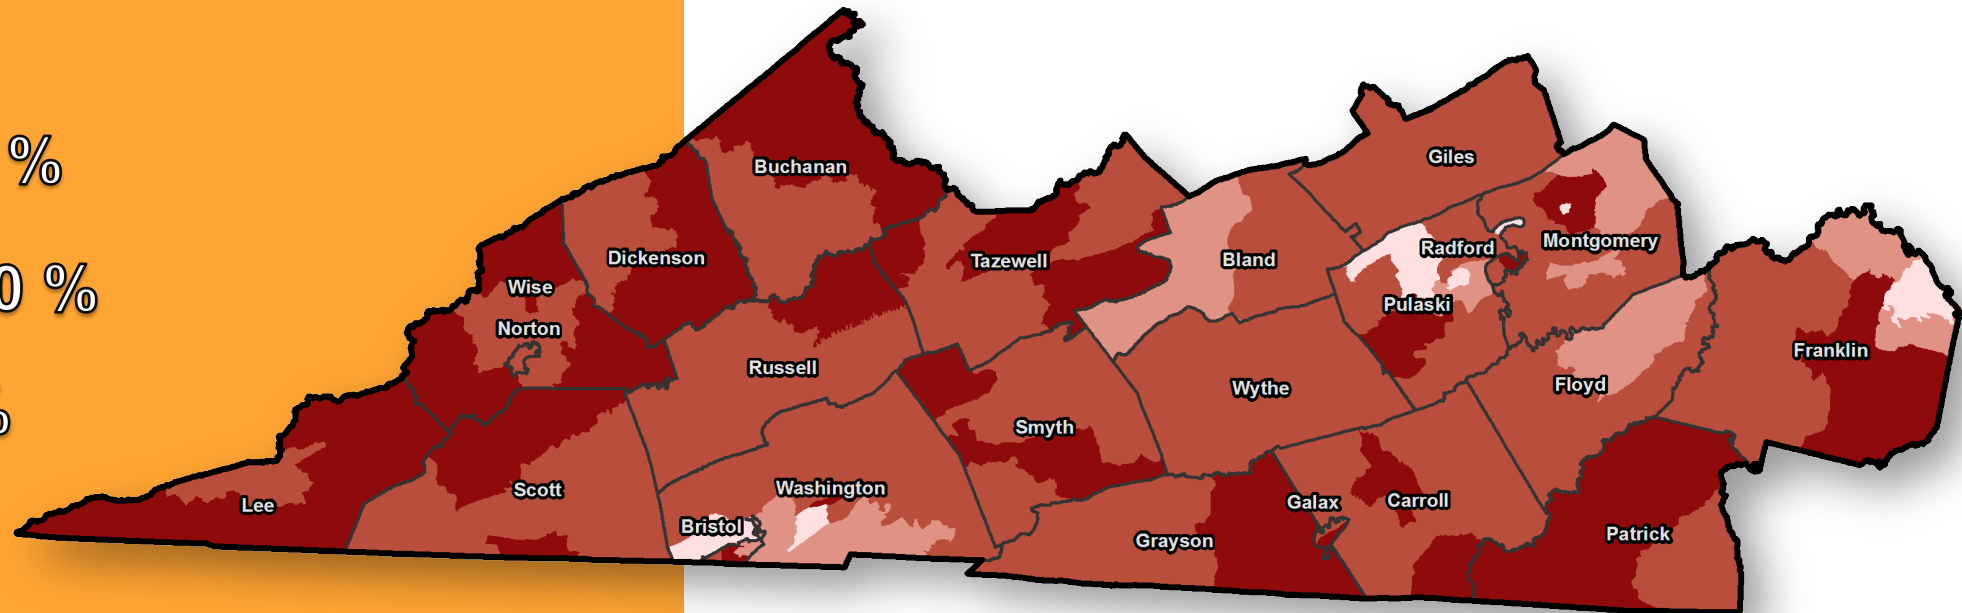 %
0 %
%
Buchanan
Giles
Dickenson
Tazewell
Bland
Radford
Montgomery
Wise
Norton
Pulaski
Russell
Wythe
Franklin
Floyd
Smyth
Lee
Scott
Washington
Bristol
Galax
Carroll
Grayson
Patrick